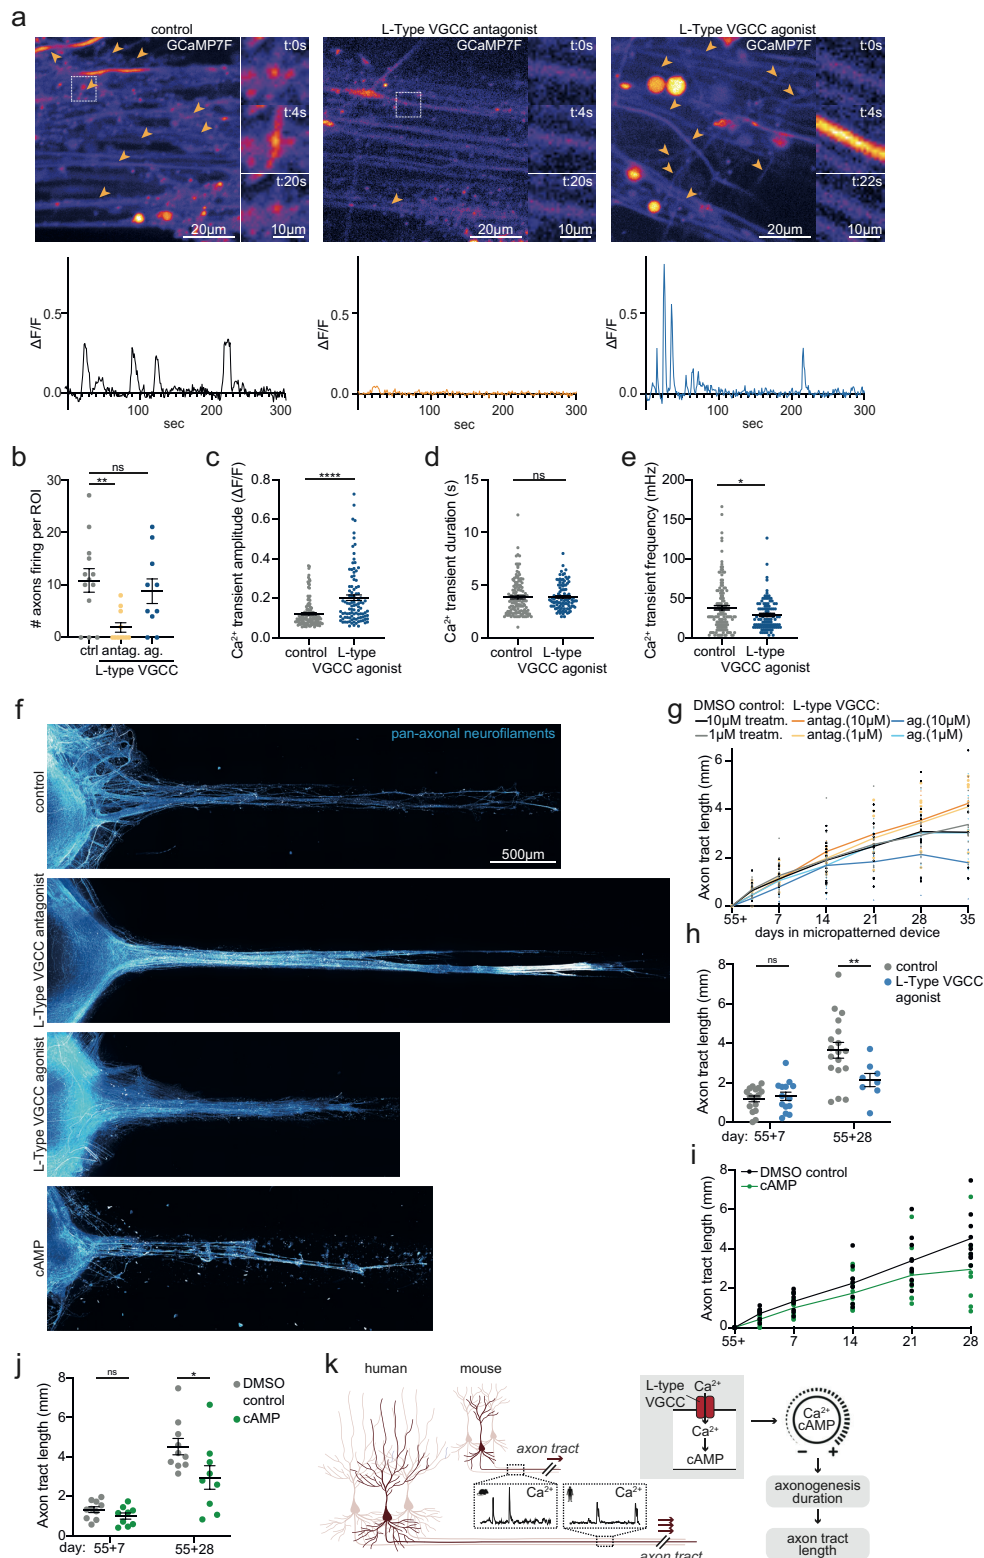 a
control
L-Type VGCC antagonist
L-Type VGCC agonist
GCaMP7F
t:0s
t:4s
t:20s
20µm
10µm
GCaMP7F
t:0s
t:4s
t:20s
20µm
10µm
GCaMP7F
t:0s
t:4s
t:22s
20µm
10µm
ΔF/F
0.5
0.0
100
200
300
sec
ΔF/F
0.5
0.0
100
200
300
sec
ΔF/F
0.5
0.0
100
200
300
sec
b
# axons firing per ROI
30
20
10
0
ns
**
ctrl
antag.
ag.
L-type VGCC
c
Ca²⁺ transient amplitude (ΔF/F)
0.8
0.6
0.4
0.2
0.0
****
control
L-type
VGCC agonist
d
Ca²⁺ transient duration (s)
15
10
5
0
ns
control
L-type
VGCC agonist
e
Ca²⁺ transient frequency (mHz)
200
150
100
50
0
*
control
L-type
VGCC agonist
f
pan-axonal neurofilaments
control
500µm
L-Type VGCC antagonist
L-Type VGCC agonist
cAMP
g
DMSO control:
L-type VGCC:
10µM treatm.
antag.(10µM)
ag.(10µM)
1µM treatm.
antag.(1µM)
ag.(1µM)
Axon tract length (mm)
6
4
2
0
55+
7
14
21
28
35
days in micropatterned device
h
Axon tract length (mm)
8
6
4
2
0
ns
**
control
L-Type VGCC
agonist
day:
55+7
55+28
i
Axon tract length (mm)
8
6
4
2
0
DMSO control
cAMP
55+
7
14
21
28
j
Axon tract length (mm)
8
6
4
2
0
ns
*
DMSO
control
cAMP
day:
55+7
55+28
k
human
mouse
axon tract
Ca²⁺
Ca²⁺
axon tract
L-type
VGCC
Ca²⁺
Ca²⁺
cAMP
Ca²⁺
cAMP
− +
axonogenesis
duration
axon tract
length